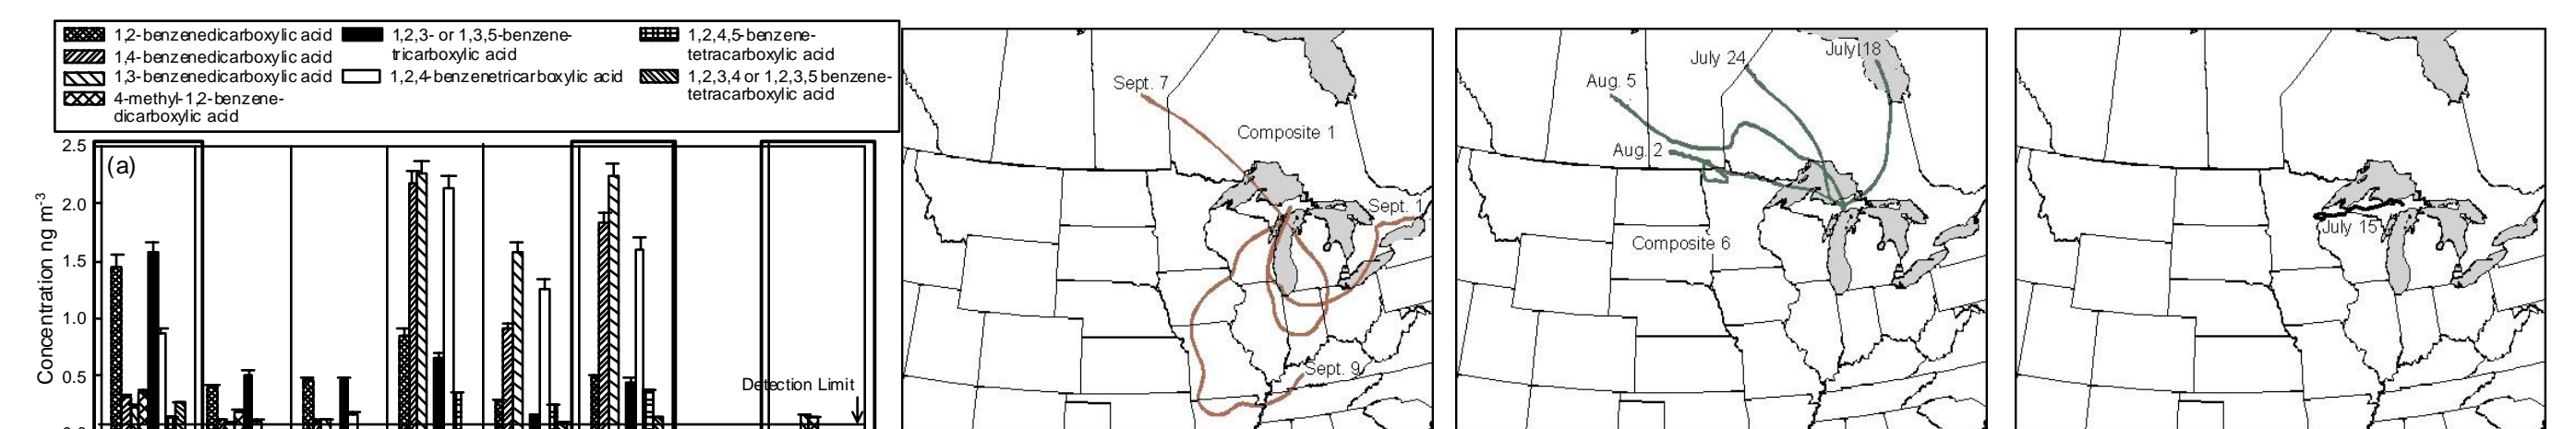 1,2-benzenedicarboxylic acid
1,4-benzenedicarboxylic acid
1,3-benzenedicarboxylic acid
4-methyl-1,2-benzene-
dicarboxylic acid
1,2,3- or 1,3,5-benzene-
tricarboxylic acid
1,2,4-benzenetricarboxylic acid
1,2,4,5-benzene-
tetracarboxylic acid
1,2,3,4 or 1,2,3,5 benzene-
tetracarboxylic acid
(a)
Concentration ng m-3
2.5
2.0
1.5
1.0
0.5
Detection Limit
Sept. 7
Composite 1
Sept. 1
Sept. 9
July 18
July 24
Aug. 5
Aug. 2
Composite 6
July 15